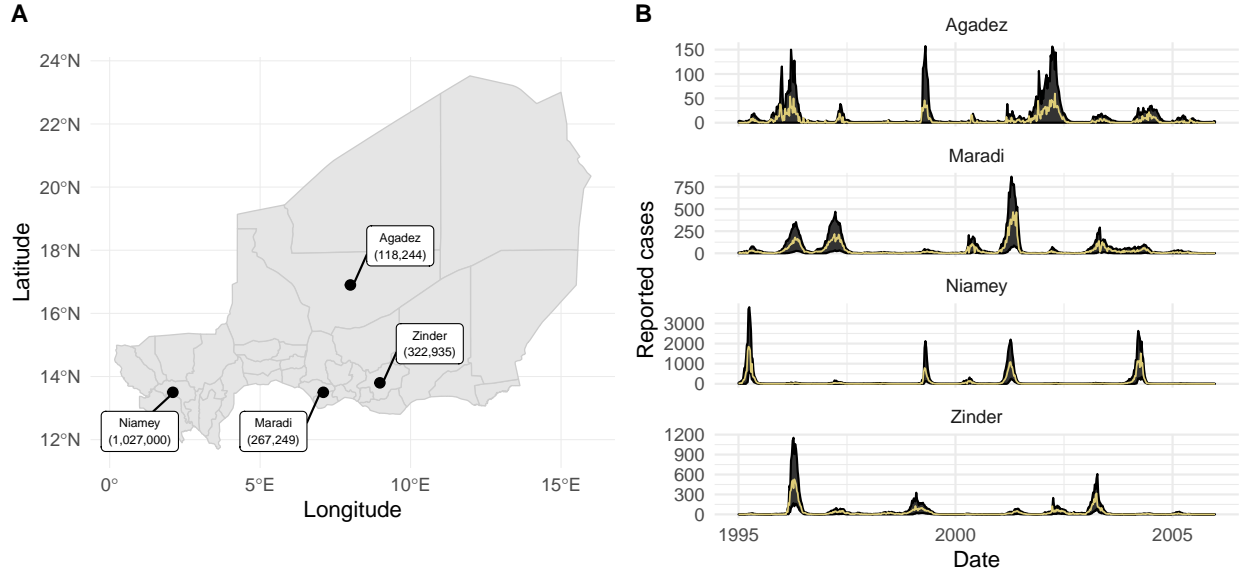 A
24°N
22°N
20°N
18°N
16°N
14°N
12°N
Latitude
Agadez
(118,244)
Zinder
(322,935)
Niamey
(1,027,000)
Maradi
(267,249)
0°
5°E
10°E
15°E
Longitude
B
Reported cases
Agadez
150
100
50
0
Maradi
750
500
250
0
Niamey
3000
2000
1000
0
Zinder
1200
900
600
300
0
1995
2000
2005
Date